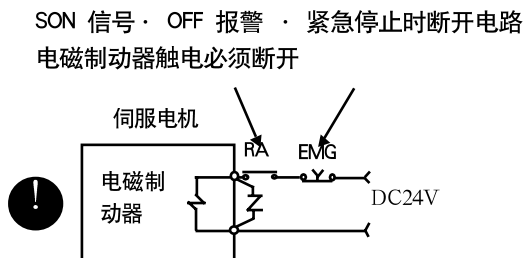 SON 信号· OFF 报警 · 紧急停止时断开电路
电磁制动器触电必须断开
伺服电机
RA
EMG
电磁制
动器
DC24V